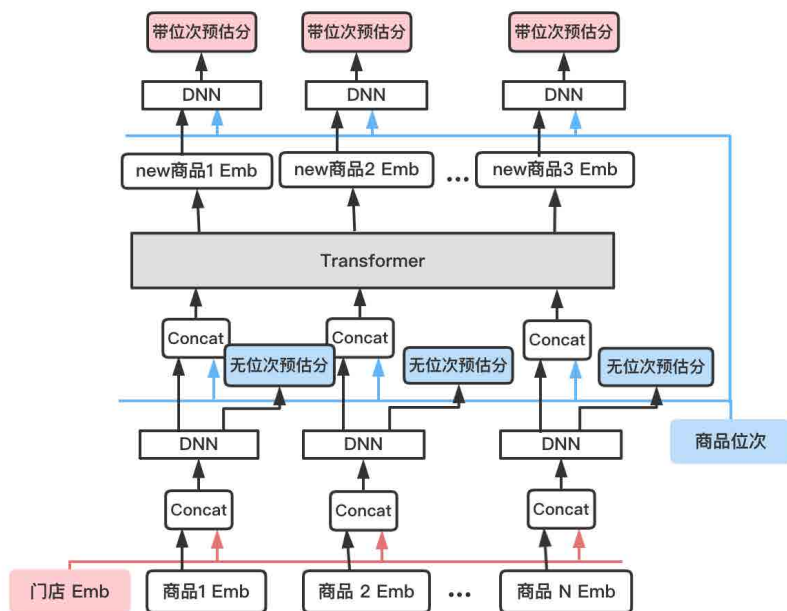 带位次预估分 带位次预估分 带位次预估分
DNN DNN DNN
new商品1 Emb new商品2 Emb ... new商品3 Emb
Transformer
Concat Concat Concat
无位次预估分 无位次预估分 无位次预估分
DNN DNN DNN 商品位次
Concat Concat Concat
门店 Emb 商品1 Emb 商品 2 Emb ... 商品 N Emb